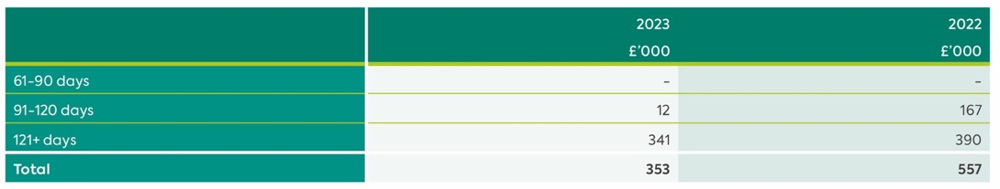 2023 2022
£’000 £’000
61-90 days – –
91-120 days 12 167
121+ days 341 390
Total 353 557